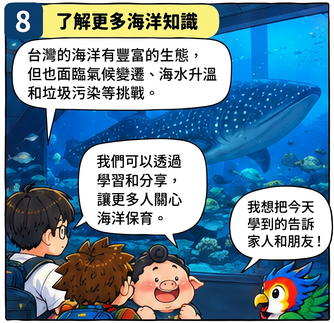 8 了解更多海洋知識
台灣的海洋有豐富的生態，
但也面臨氣候變遷、海水升溫
和垃圾污染等挑戰。
我們可以透過
學習和分享，
讓更多人關心
海洋保育。
我想把今天
學到的告訴
家人和朋友！